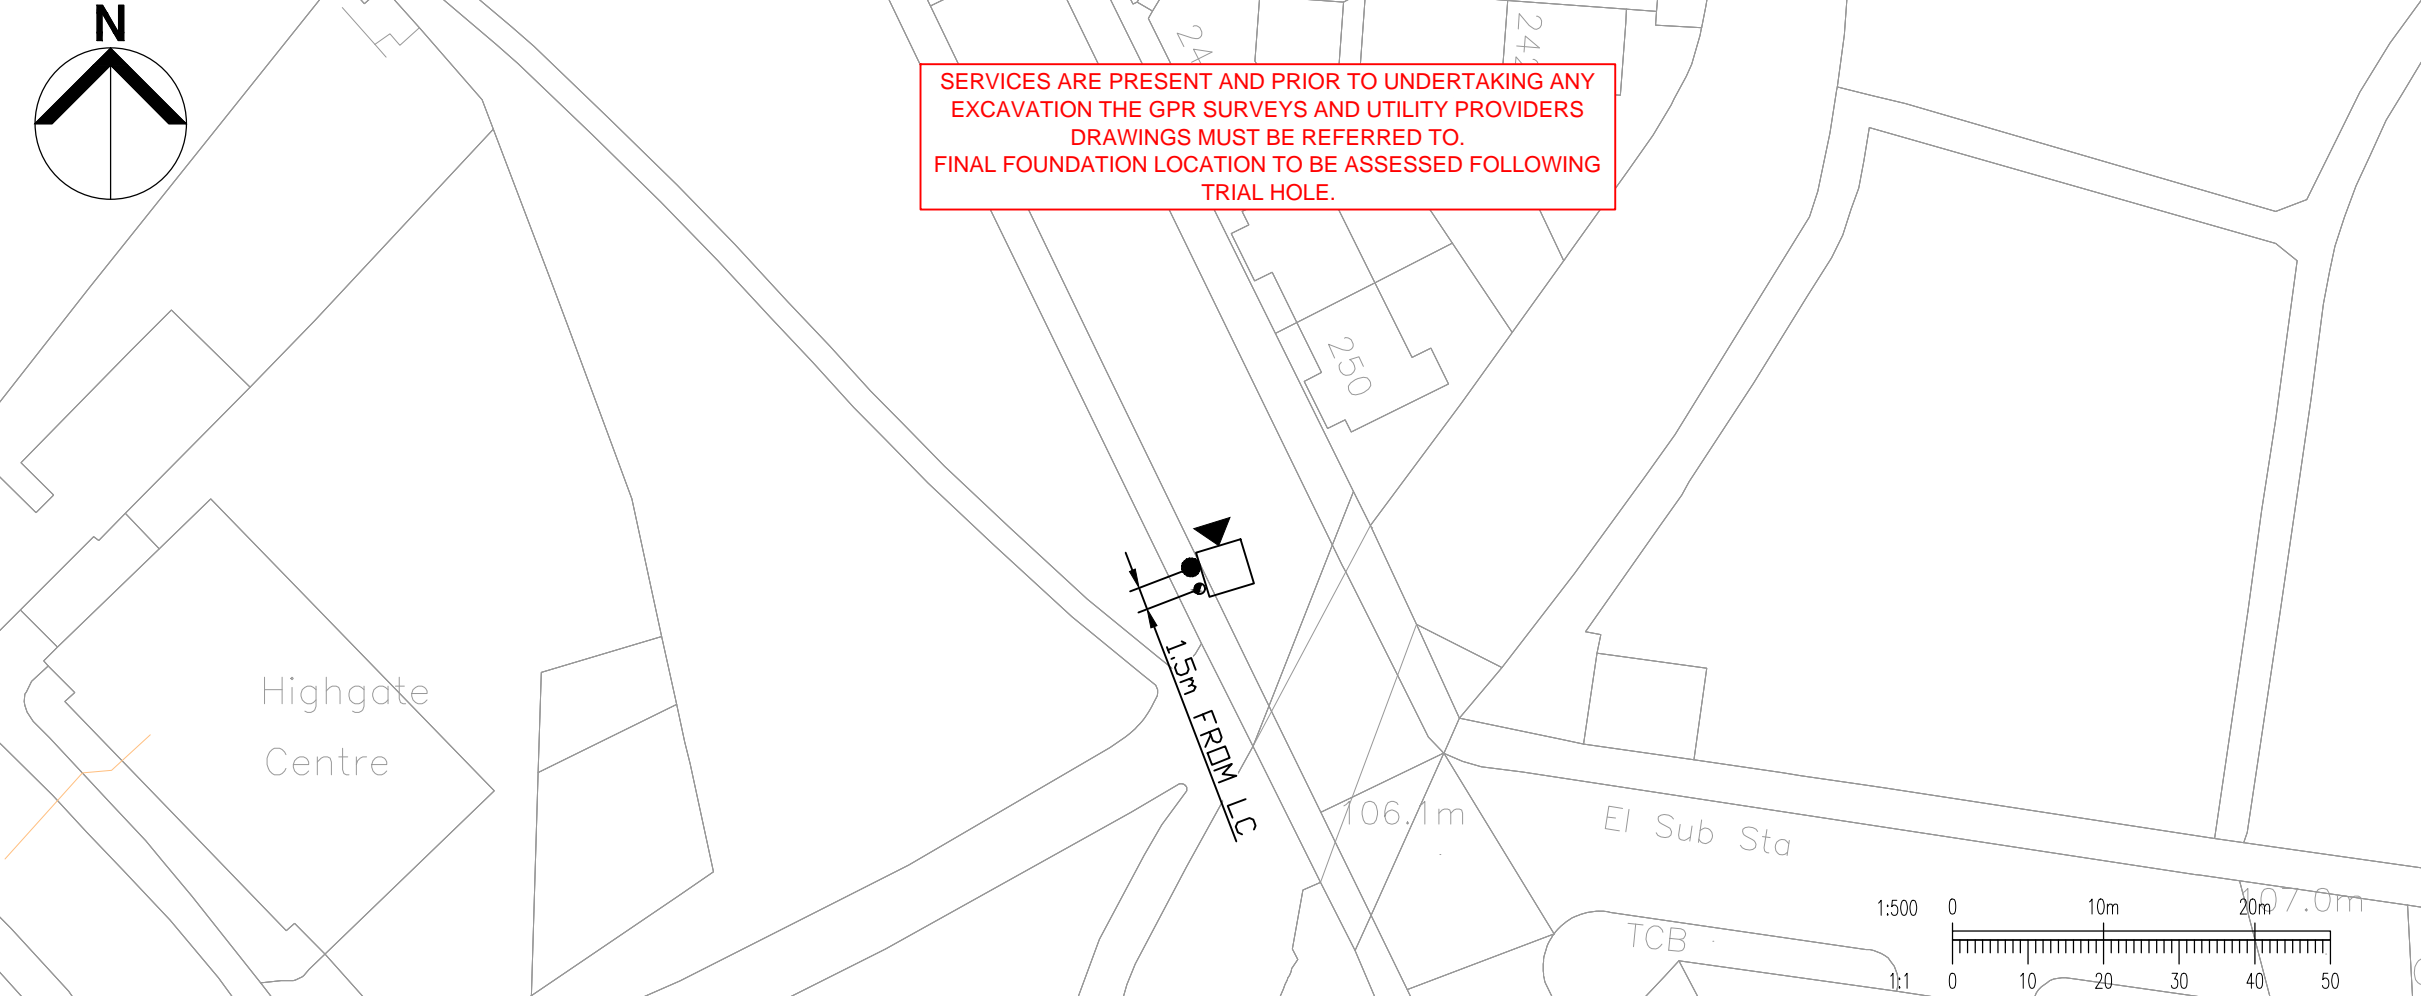 N
SERVICES ARE PRESENT AND PRIOR TO UNDERTAKING ANY
EXCAVATION THE GPR SURVEYS AND UTILITY PROVIDERS
DRAWINGS MUST BE REFERRED TO.
FINAL FOUNDATION LOCATION TO BE ASSESSED FOLLOWING
TRIAL HOLE.
250
1.5m FROM LC
Highgate
Centre
106.1m
El Sub Sta
107.0m
TCB
1:500 0 10m 20m
1:1 0 10 20 30 40 50